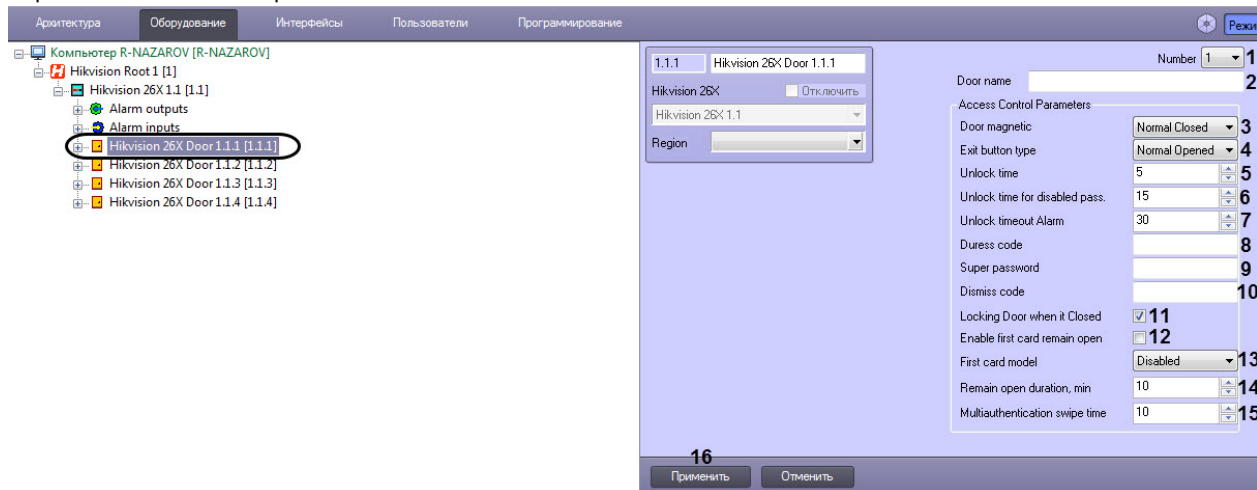 Архитектура Оборудование Интерфейсы Пользователи Программирование
Компьютер R-NAZAROV [R-NAZAROV]
Hikvision Root 1 [1]
Hikvision 26X 1.1 [1.1]
Alarm outputs
Alarm inputs
Hikvision 26X Door 1.1.1 [1.1.1]
Hikvision 26X Door 1.1.2 [1.1.2]
Hikvision 26X Door 1.1.3 [1.1.3]
Hikvision 26X Door 1.1.4 [1.1.4]
1.1.1 Hikvision 26X Door 1.1.1
Hikvision 26X Отключить
Hikvision 26X 1.1
Region
Number 1 1
Door name 2
Access Control Parameters
Door magnetic Normal Closed 3
Exit button type Normal Opened 4
Unlock time 5 5
Unlock time for disabled pass. 15 6
Unlock timeout Alarm 30 7
Duress code 8
Super password 9
Dismiss code 10
Locking Door when it Closed 11
Enable first card remain open 12
First card model Disabled 13
Remain open duration, min 10 14
Multiauthentication swipe time 10 15
16
Применить Отменить